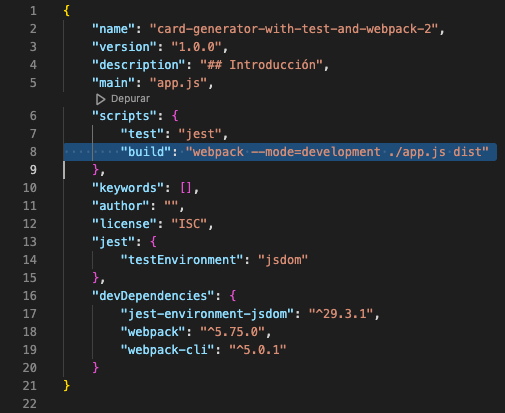 1 {
2 "name": "card-generator-with-test-and-webpack-2",
3 "version": "1.0.0",
4 "description": "## Introducción",
5 "main": "app.js",
Depurar
6 "scripts": {
7 "test": "jest",
8 "build": "webpack --mode=development ./app.js dist"
9 },
10 "keywords": [],
11 "author": "",
12 "license": "ISC",
13 "jest": {
14 "testEnvironment": "jsdom"
15 },
16 "devDependencies": {
17 "jest-environment-jsdom": "^29.3.1",
18 "webpack": "^5.75.0",
19 "webpack-cli": "^5.0.1"
20 }
21 }
22